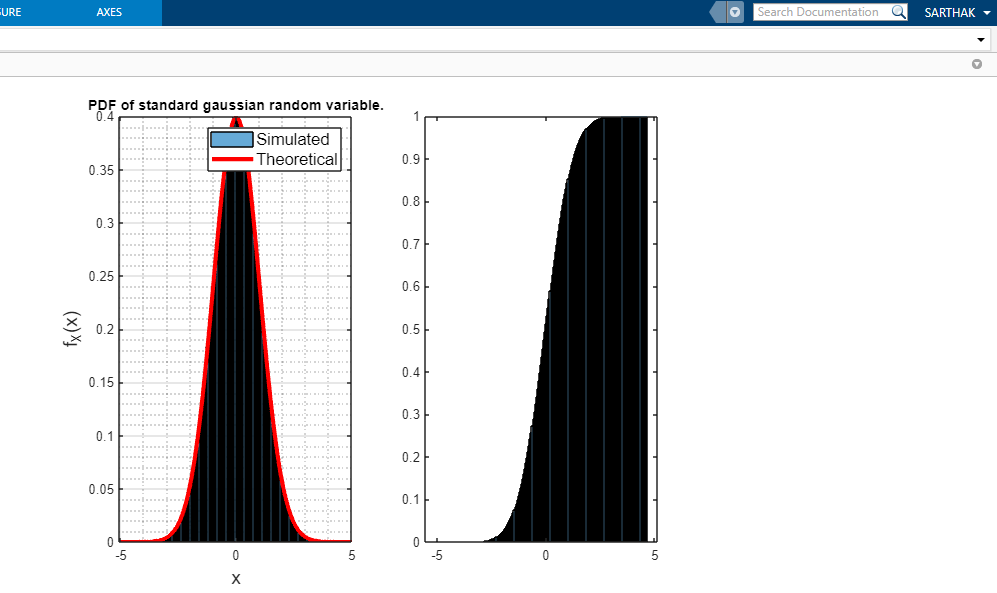 SURE AXES Search Documentation SARTHAK
PDF of standard gaussian random variable.
Simulated
Theoretical
0.4
0.35
0.3
0.25
0.2
0.15
0.1
0.05
0
-5 0 5
f_X(x)
x
1
0.9
0.8
0.7
0.6
0.5
0.4
0.3
0.2
0.1
0
-5 0 5